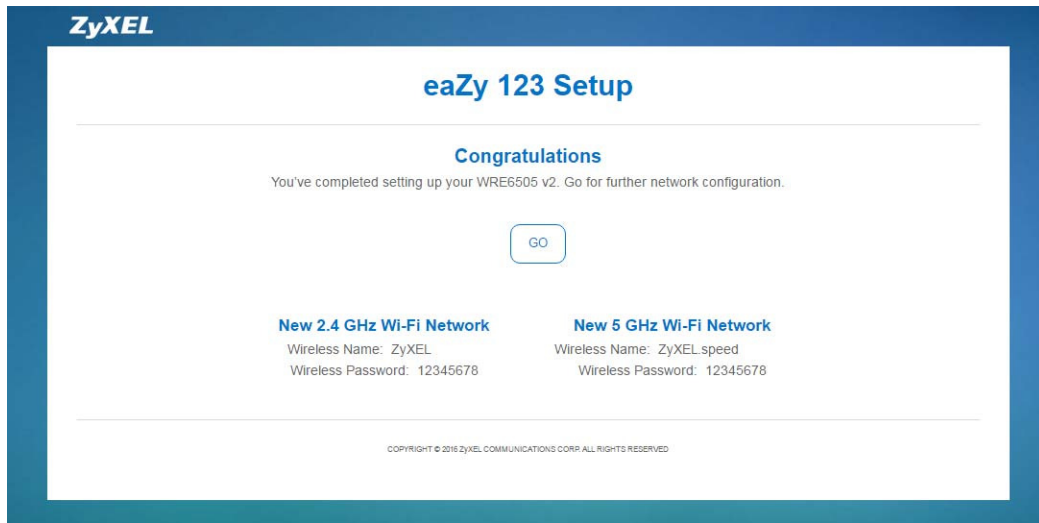 ZyXEL
eaZy 123 Setup
Congratulations
You've completed setting up your WRE6505 v2. Go for further network configuration.
GO
New 2.4 GHz Wi-Fi Network
Wireless Name: ZyXEL
Wireless Password: 12345678
New 5 GHz Wi-Fi Network
Wireless Name: ZyXEL.speed
Wireless Password: 12345678
COPYRIGHT © 2016 ZyXEL COMMUNICATIONS CORP. ALL RIGHTS RESERVED